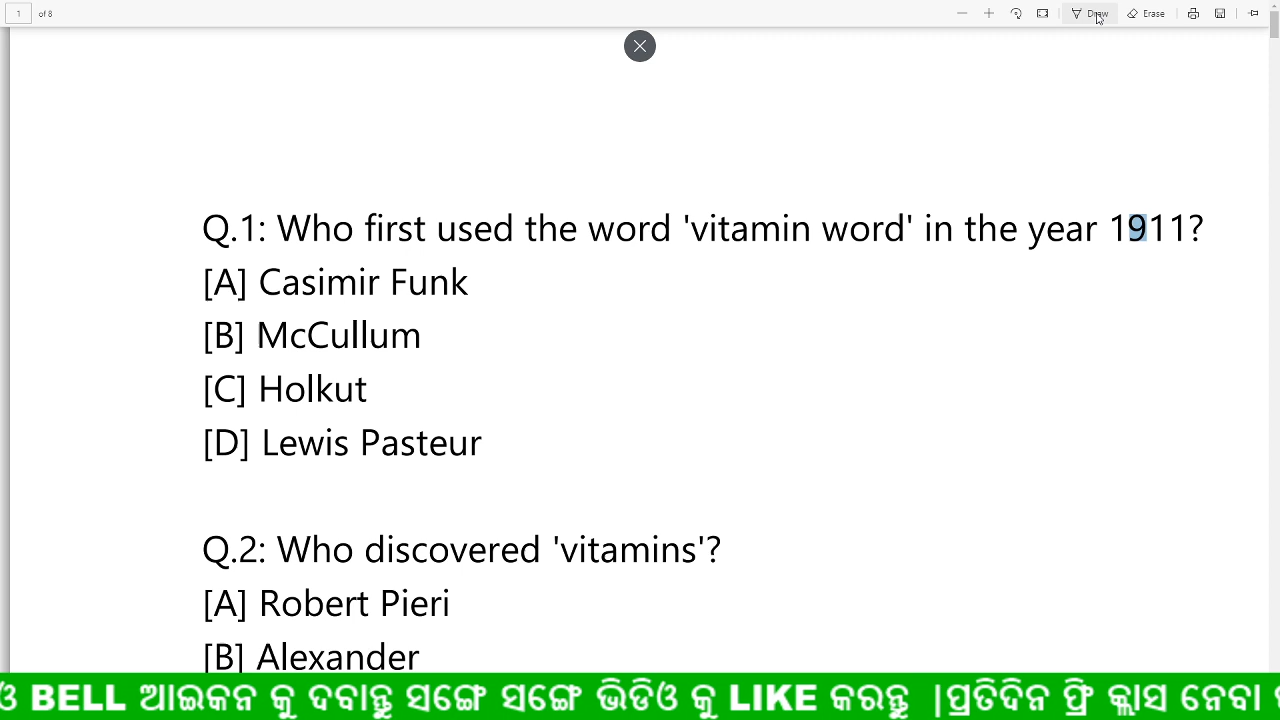 1 of 8 Draw Erase
Q.1: Who first used the word 'vitamin word' in the year 1911?
[A] Casimir Funk
[B] McCullum
[C] Holkut
[D] Lewis Pasteur
Q.2: Who discovered 'vitamins'?
[A] Robert Pieri
[B] Alexander
ଓ BELL ଆଇକନ କୁ ଦବାନ୍ତୁ ସଙ୍ଗେ ସଙ୍ଗେ ଭିଡିଓ କୁ LIKE କରନ୍ତୁ |ପ୍ରତିଦିନ ଫ୍ରି କ୍ଲାସ ନେବା